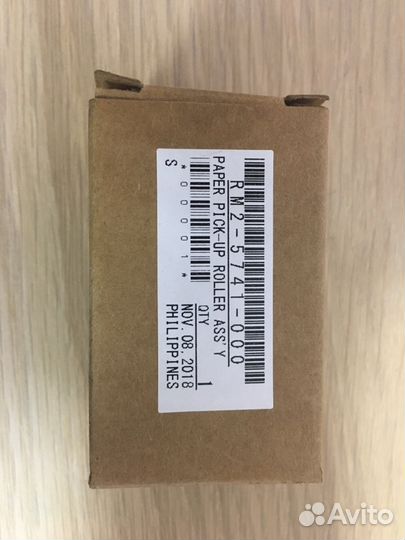 RM2-5741-000
PAPER PICK-UP ROLLER ASS'Y
*000001*
QTY 1
S
NOV.08.2018
PHILIPPINES
Avito